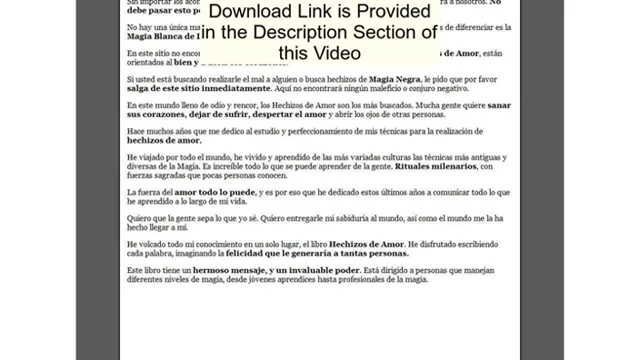 Sin importar los a nosotros. No
debe pasar esto
Download Link is Provided
in the Description Section of
this Video
No hay una única de diferenciar es la
Magia Blanca de
En este sitio no de Amor, están
orientados al bien y
Si usted está buscando realizarle el mal a alguien o busca hechizos de Magia Negra, le pido que por favor
salga de este sitio inmediatamente. Aquí no encontrará ningún maleficio o conjuro negativo.
En este mundo lleno de odio y rencor, los Hechizos de Amor son los más buscados. Mucha gente quiere sanar
sus corazones, dejar de sufrir, despertar el amor y abrir los ojos de otras personas.
Hace muchos años que me dedico al estudio y perfeccionamiento de mis técnicas para la realización de
hechizos de amor.
He viajado por todo el mundo, he vivido y aprendido de las más variadas culturas las técnicas más antiguas y
diversas de la Magia. Es increíble todo lo que se puede aprender de la gente. Rituales milenarios, con
fuerzas sagradas que pocas personas conocen.
La fuerza del amor todo lo puede, y es por eso que he dedicado estos últimos años a comunicar todo lo que
he aprendido a lo largo de mi vida.
Quiero que la gente sepa lo que yo sé. Quiero entregarle mi sabiduría al mundo, así como el mundo me la ha
hecho llegar a mí.
He volcado todo mi conocimiento en un solo lugar, el libro Hechizos de Amor. He disfrutado escribiendo
cada palabra, imaginando la felicidad que le generaría a tantas personas.
Este libro tiene un hermoso mensaje, y un invaluable poder. Está dirigido a personas que manejan
diferentes niveles de magia, desde jóvenes aprendices hasta profesionales de la magia.